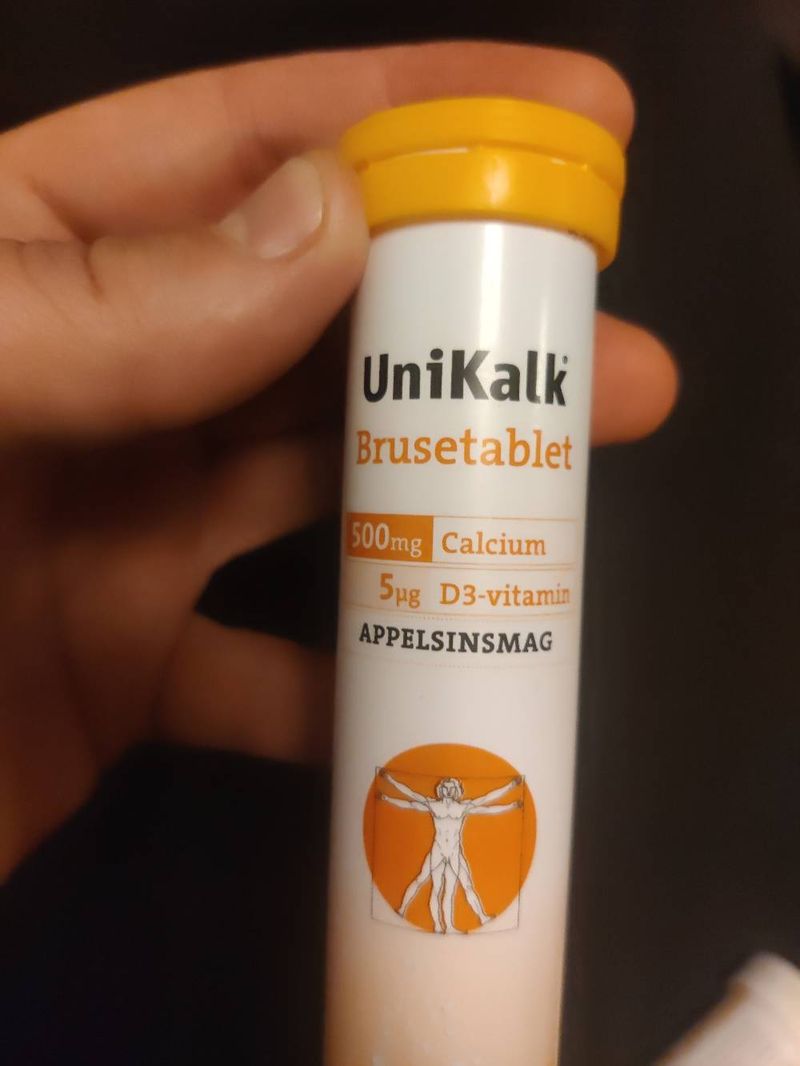 UniKalk®
Brusetablet
500mg Calcium
5µg D3-vitamin
APPELSINSMAG